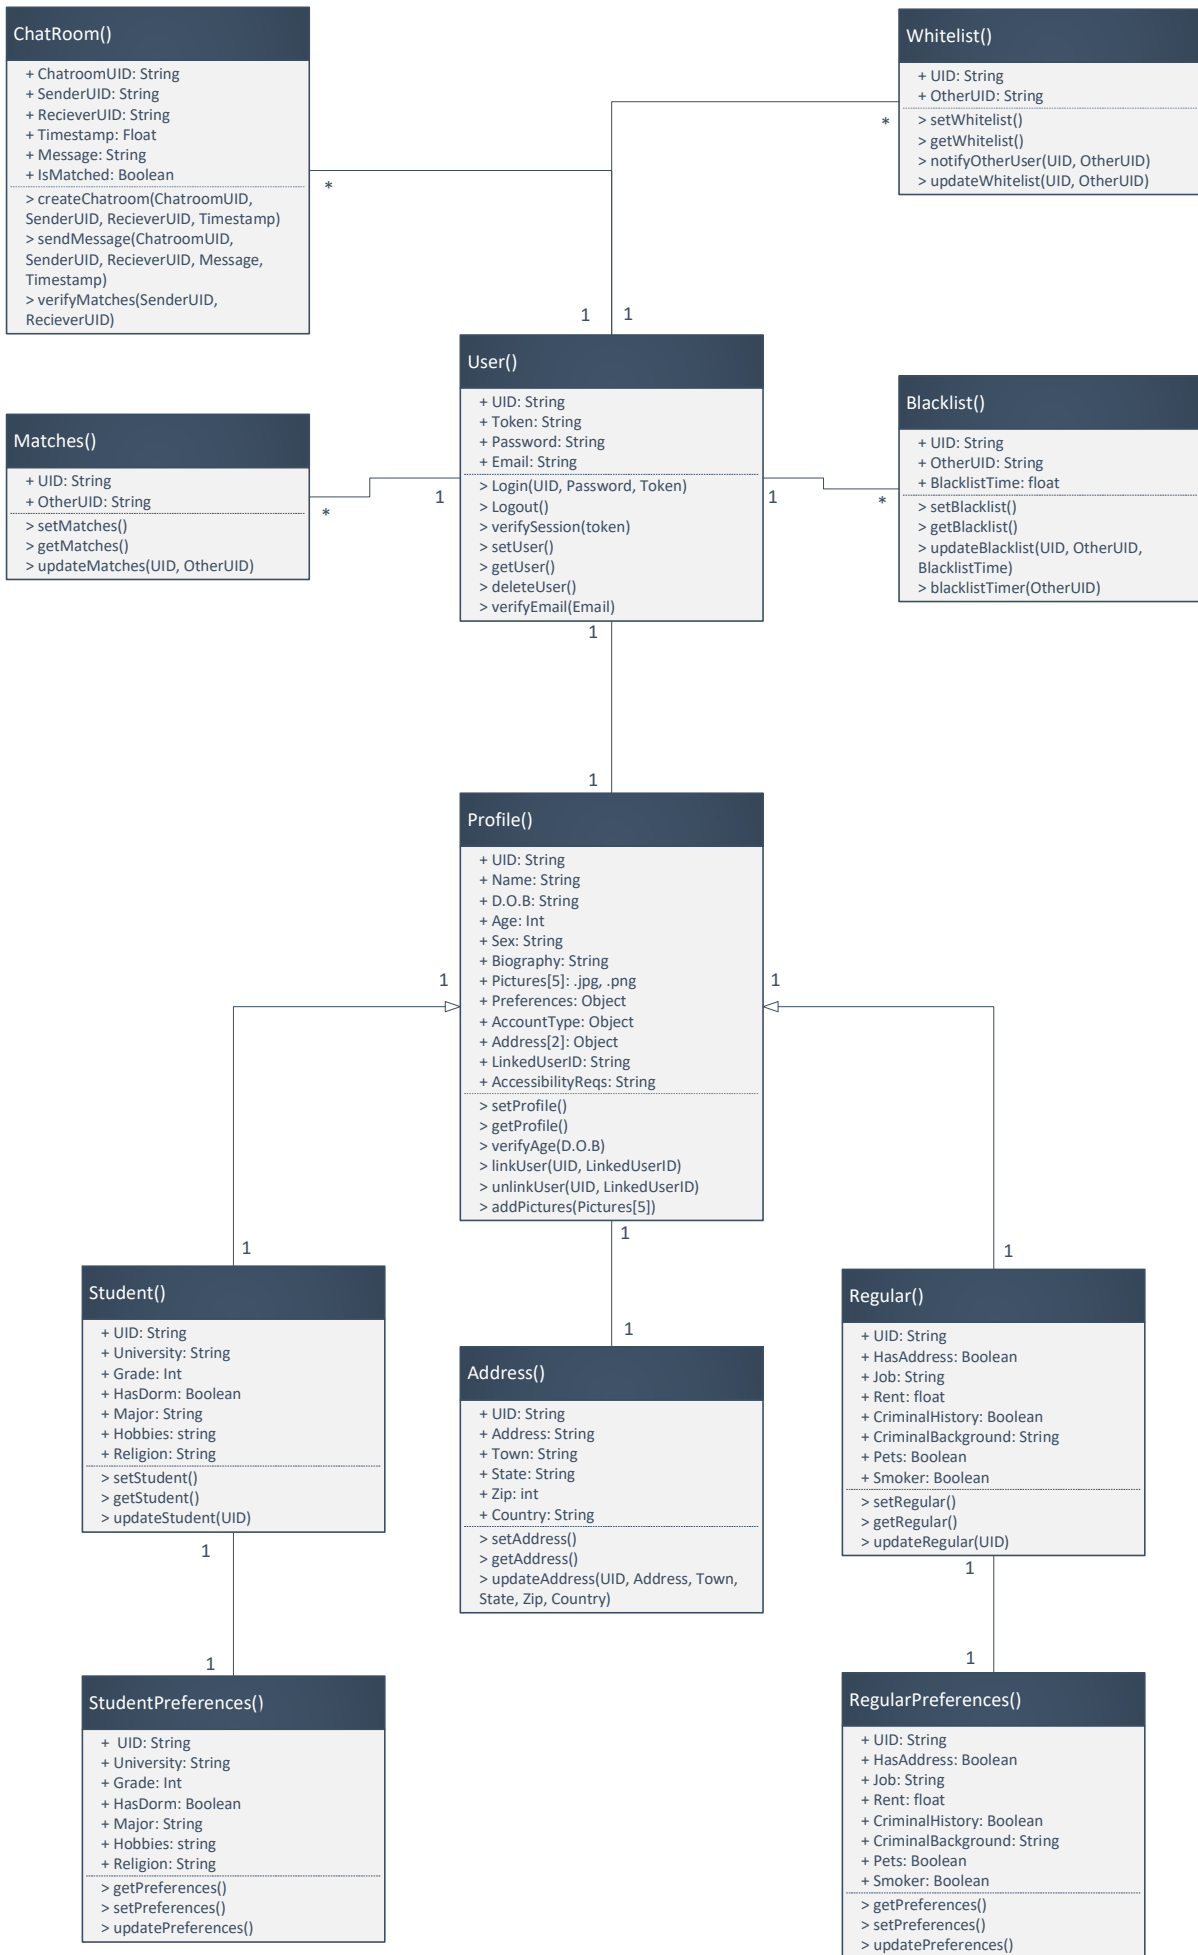 ChatRoom()
+ ChatroomUID: String
+ SenderUID: String
+ RecieverUID: String
+ Timestamp: Float
+ Message: String
+ IsMatched: Boolean
> createChatroom(ChatroomUID,
SenderUID, RecieverUID, Timestamp)
> sendMessage(ChatroomUID,
SenderUID, RecieverUID, Message,
Timestamp)
> verifyMatches(SenderUID,
RecieverUID)
*
Whitelist()
+ UID: String
+ OtherUID: String
> setWhitelist()
> getWhitelist()
> notifyOtherUser(UID, OtherUID)
> updateWhitelist(UID, OtherUID)
*
1
1
User()
+ UID: String
+ Token: String
+ Password: String
+ Email: String
> Login(UID, Password, Token)
> Logout()
> verifySession(token)
> setUser()
> getUser()
> deleteUser()
> verifyEmail(Email)
Matches()
+ UID: String
+ OtherUID: String
> setMatches()
> getMatches()
> updateMatches(UID, OtherUID)
*
1
1
*
Blacklist()
+ UID: String
+ OtherUID: String
+ BlacklistTime: float
> setBlacklist()
> getBlacklist()
> updateBlacklist(UID, OtherUID,
BlacklistTime)
> blacklistTimer(OtherUID)
1
1
Profile()
+ UID: String
+ Name: String
+ D.O.B: String
+ Age: Int
+ Sex: String
+ Biography: String
+ Pictures[5]: .jpg, .png
+ Preferences: Object
+ AccountType: Object
+ Address[2]: Object
+ LinkedUserID: String
+ AccessibilityReqs: String
> setProfile()
> getProfile()
> verifyAge(D.O.B)
> linkUser(UID, LinkedUserID)
> unlinkUser(UID, LinkedUserID)
> addPictures(Pictures[5])
1
1
1
1
1
1
Student()
+ UID: String
+ University: String
+ Grade: Int
+ HasDorm: Boolean
+ Major: String
+ Hobbies: string
+ Religion: String
> setStudent()
> getStudent()
> updateStudent(UID)
Address()
+ UID: String
+ Address: String
+ Town: String
+ State: String
+ Zip: int
+ Country: String
> setAddress()
> getAddress()
> updateAddress(UID, Address, Town,
State, Zip, Country)
Regular()
+ UID: String
+ HasAddress: Boolean
+ Job: String
+ Rent: float
+ CriminalHistory: Boolean
+ CriminalBackground: String
+ Pets: Boolean
+ Smoker: Boolean
> setRegular()
> getRegular()
> updateRegular(UID)
1
1
1
1
StudentPreferences()
+ UID: String
+ University: String
+ Grade: Int
+ HasDorm: Boolean
+ Major: String
+ Hobbies: string
+ Religion: String
> getPreferences()
> setPreferences()
> updatePreferences()
RegularPreferences()
+ UID: String
+ HasAddress: Boolean
+ Job: String
+ Rent: float
+ CriminalHistory: Boolean
+ CriminalBackground: String
+ Pets: Boolean
+ Smoker: Boolean
> getPreferences()
> setPreferences()
> updatePreferences()